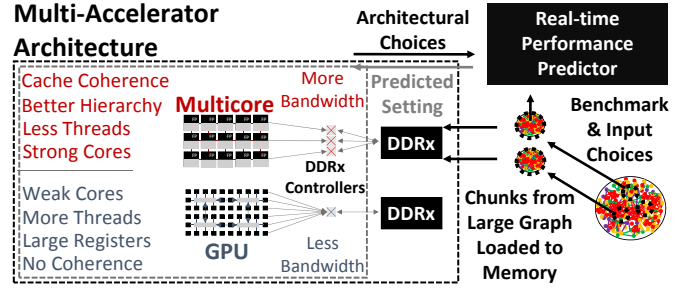 Multi-Accelerator
Architecture
Architectural
Choices
Real-time
Performance
Predictor
Cache Coherence
Better Hierarchy
Less Threads
Strong Cores
Multicore
More
Bandwidth
Predicted
Setting
DDRx
DDRx
Controllers
Benchmark
& Input
Choices
Weak Cores
More Threads
Large Registers
No Coherence
GPU
Less
Bandwidth
DDRx
Chunks from
Large Graph
Loaded to
Memory